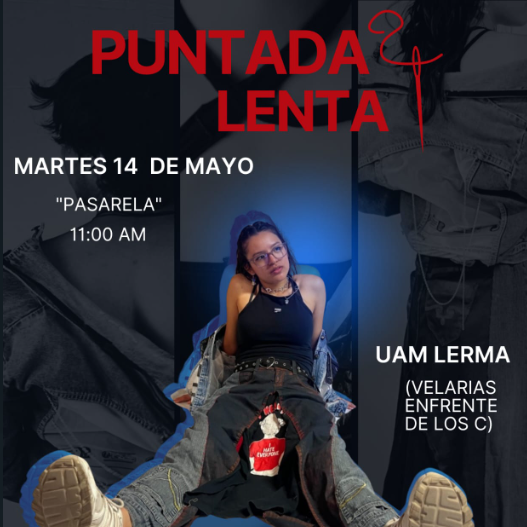 PUNTADA
LENTA
MARTES 14 DE MAYO
"PASARELA"
11:00 AM
UAM LERMA
(VELARIAS
ENFRENTE
DE LOS C)